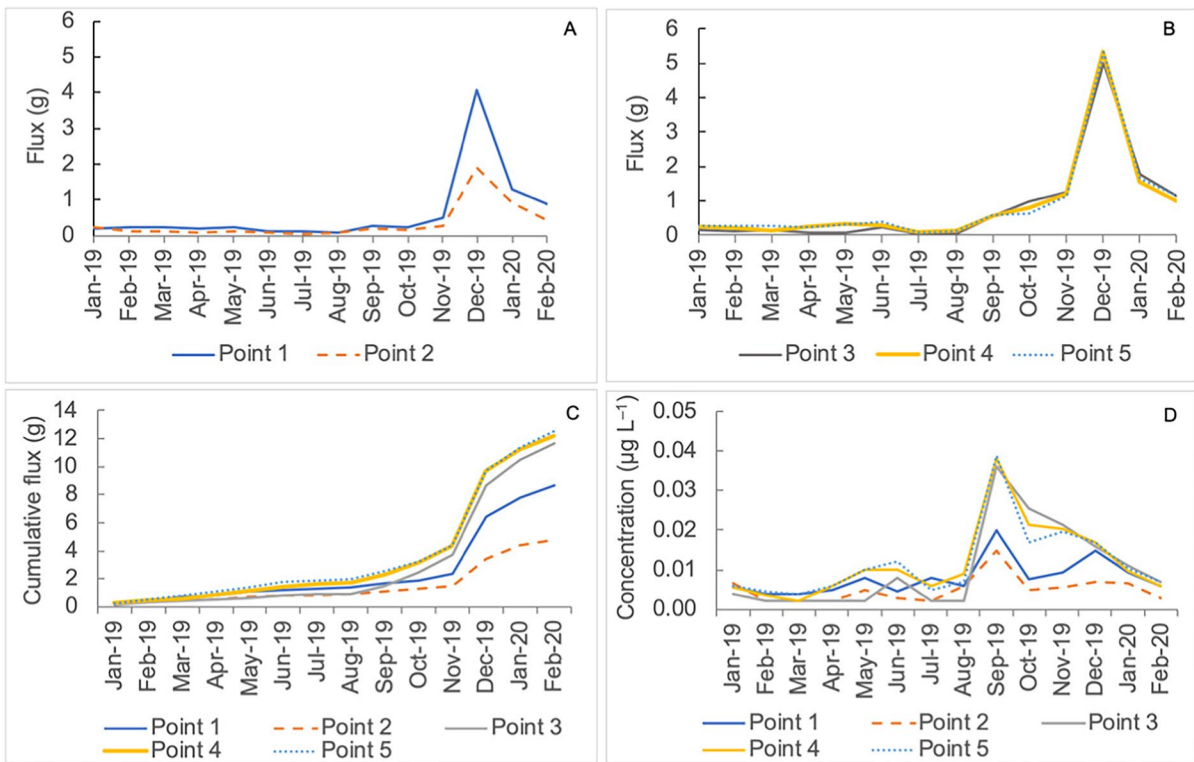 A
Flux (g)
6
5
4
3
2
1
0
Jan-19
Feb-19
Mar-19
Apr-19
May-19
Jun-19
Jul-19
Aug-19
Sep-19
Oct-19
Nov-19
Dec-19
Jan-20
Feb-20
Point 1 Point 2
B
Flux (g)
6
5
4
3
2
1
0
Jan-19
Feb-19
Mar-19
Apr-19
May-19
Jun-19
Jul-19
Aug-19
Sep-19
Oct-19
Nov-19
Dec-19
Jan-20
Feb-20
Point 3 Point 4 Point 5
C
Cumulative flux (g)
14
12
10
8
6
4
2
0
Jan-19
Feb-19
Mar-19
Apr-19
May-19
Jun-19
Jul-19
Aug-19
Sep-19
Oct-19
Nov-19
Dec-19
Jan-20
Feb-20
Point 1 Point 2 Point 3
Point 4 Point 5
D
Concentration (µg L⁻¹)
0.05
0.04
0.03
0.02
0.01
0.00
Jan-19
Feb-19
Mar-19
Apr-19
May-19
Jun-19
Jul-19
Aug-19
Sep-19
Oct-19
Nov-19
Dec-19
Jan-20
Feb-20
Point 1 Point 2 Point 3
Point 4 Point 5